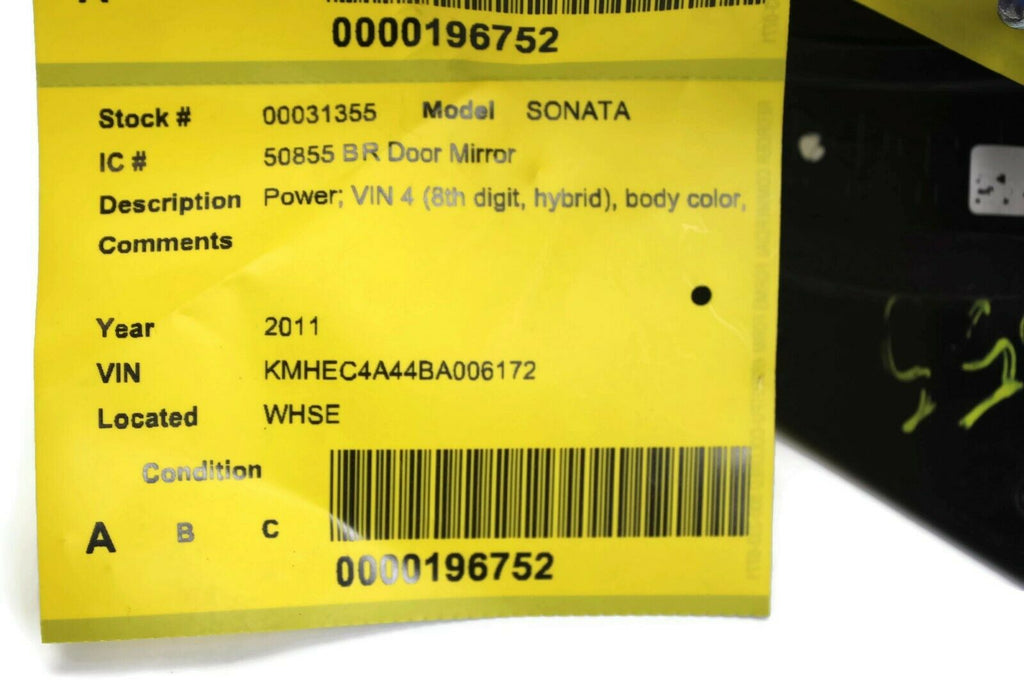 0000196752
Stock # 00031355 Model SONATA
IC # 50855 BR Door Mirror
Description Power; VIN 4 (8th digit, hybrid), body color,
Comments
Year 2011
VIN KMHEC4A44BA006172
Located WHSE
Condition
A B C
0000196752